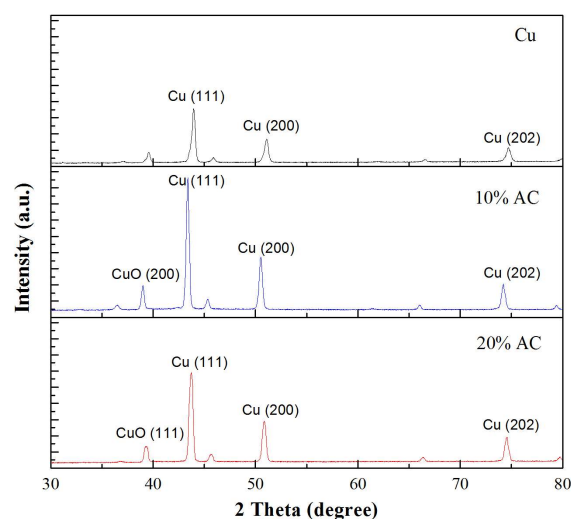 Cu
Cu (111)
Cu (200)
Cu (202)
10% AC
Cu (111)
CuO (200)
Cu (200)
Cu (202)
20% AC
Cu (111)
CuO (111)
Cu (200)
Cu (202)
Intensity (a.u.)
30 40 50 60 70 80
2 Theta (degree)